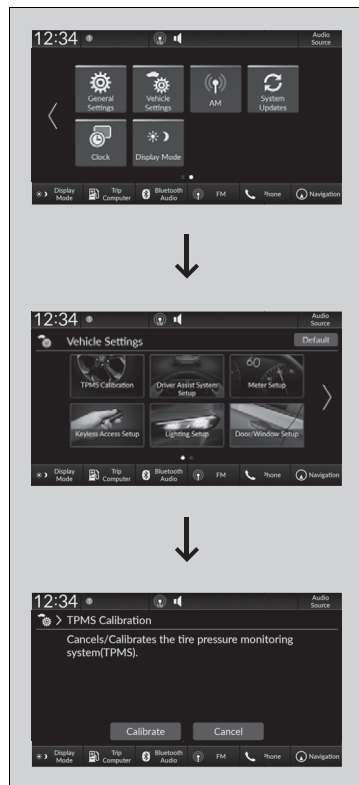 12:34
Audio
Source
General
Settings
Vehicle
Settings
AM
System
Updates
Clock
Display Mode
Display
Mode
Trip
Computer
Bluetooth
Audio
FM
Phone
Navigation
12:34
Audio
Source
Vehicle Settings
Default
TPMS Calibration
Driver Assist System
Setup
60
Meter Setup
Keyless Access Setup
Lighting Setup
Door/Window Setup
Display
Mode
Trip
Computer
Bluetooth
Audio
FM
Phone
Navigation
12:34
Audio
Source
> TPMS Calibration
Cancels/Calibrates the tire pressure monitoring
system(TPMS).
Calibrate
Cancel
Display
Mode
Trip
Computer
Bluetooth
Audio
FM
Phone
Navigation